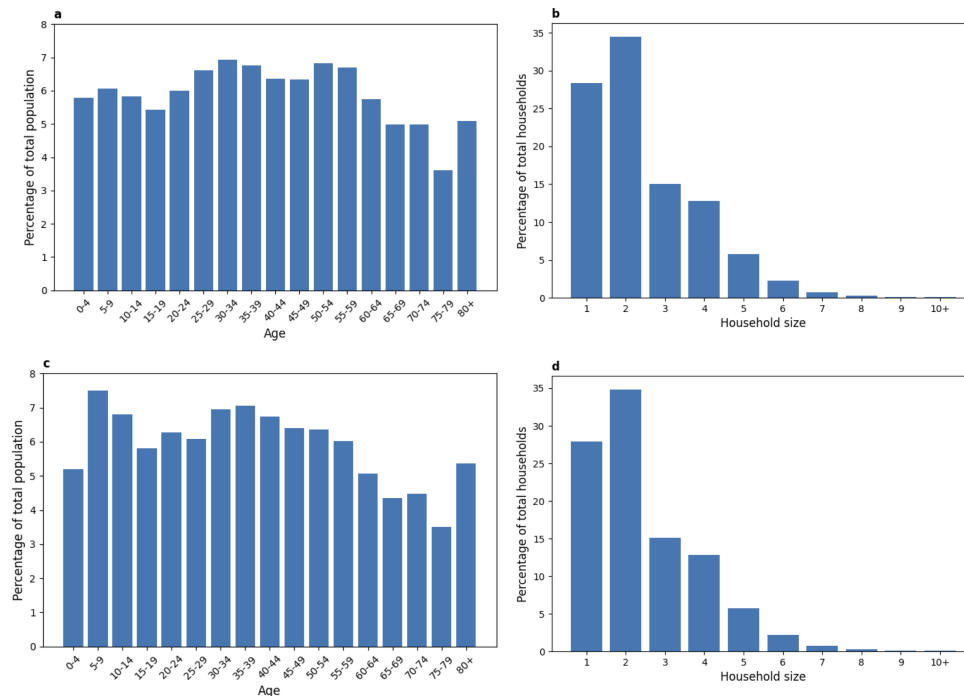 a
8
7
6
5
4
3
2
1
0
Percentage of total population
0-4 5-9 10-14 15-19 20-24 25-29 30-34 35-39 40-44 45-49 50-54 55-59 60-64 65-69 70-74 75-79 80+
Age
b
35
30
25
20
15
10
5
0
Percentage of total households
1 2 3 4 5 6 7 8 9 10+
Household size
c
8
7
6
5
4
3
2
1
0
Percentage of total population
0-4 5-9 10-14 15-19 20-24 25-29 30-34 35-39 40-44 45-49 50-54 55-59 60-64 65-69 70-74 75-79 80+
Age
d
35
30
25
20
15
10
5
0
Percentage of total households
1 2 3 4 5 6 7 8 9 10+
Household size